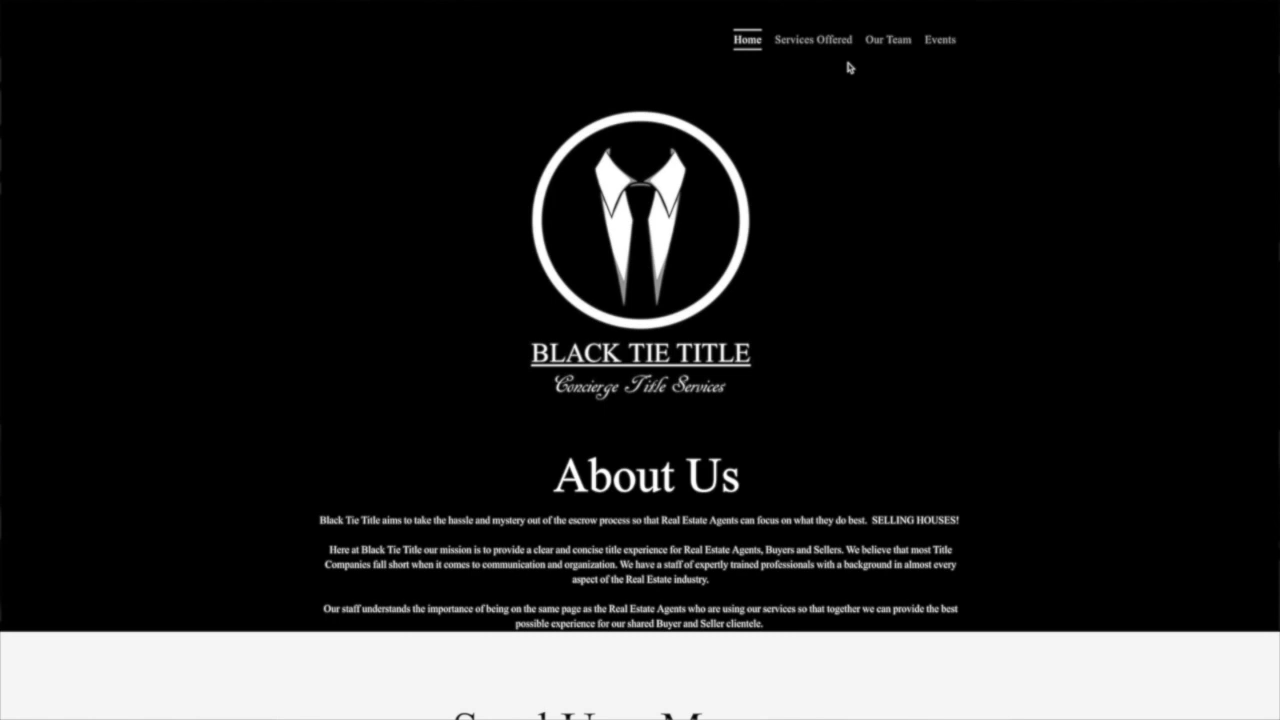 Home Services Offered Our Team Events
BLACK TIE TITLE
Concierge Title Services
About Us
Black Tie Title aims to take the hassle and mystery out of the escrow process so that Real Estate Agents can focus on what they do best. SELLING HOUSES!
Here at Black Tie Title our mission is to provide a clear and concise title experience for Real Estate Agents, Buyers and Sellers. We believe that most Title
Companies fall short when it comes to communication and organization. We have a staff of expertly trained professionals with a background in almost every
aspect of the Real Estate industry.
Our staff understands the importance of being on the same page as the Real Estate Agents who are using our services so that together we can provide the best
possible experience for our shared Buyer and Seller clientele.